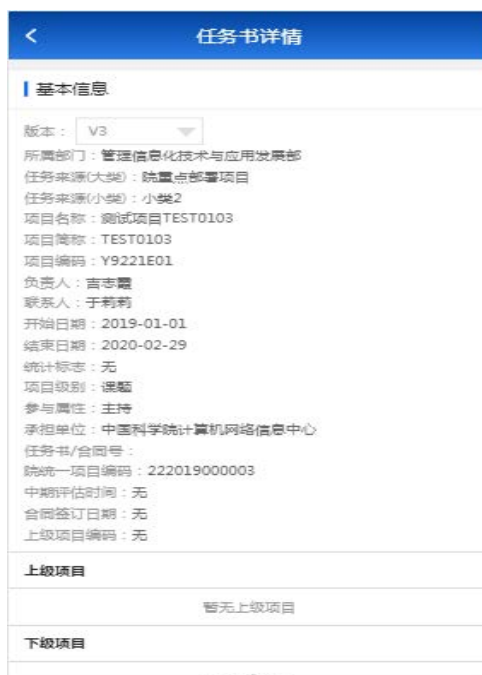 任务书详情
基本信息
版本： V3
所属部门：管理信息化技术与应用发展部
任务来源(大类)：院重点部署项目
任务来源(小类)：小类2
项目名称：测试项目TEST0103
项目简称：TEST0103
项目编码：Y9221E01
负责人：吉志霞
联系人：于莉莉
开始日期：2019-01-01
结束日期：2020-02-29
统计标志：无
项目级别：课题
参与属性：主持
承担单位：中国科学院计算机网络信息中心
任务书/合同号：
院统一项目编码：222019000003
中期评估时间：无
合同签订日期：无
上级项目编码：无
上级项目
暂无上级项目
下级项目